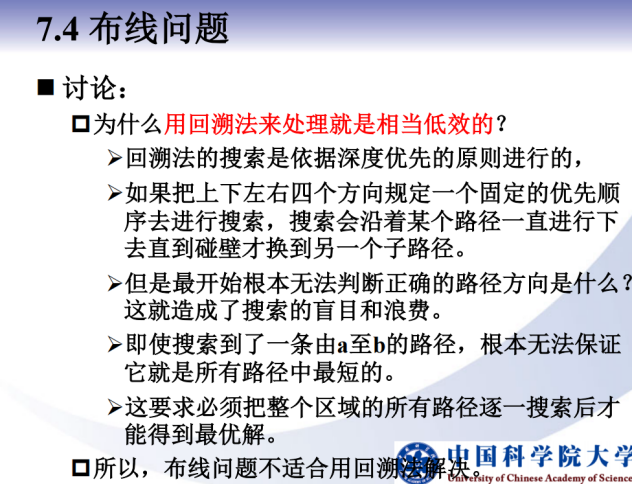 7.4 布线问题
■ 讨论：
为什么用回溯法来处理就是相当低效的？
➢回溯法的搜索是依据深度优先的原则进行的，
➢如果把上下左右四个方向规定一个固定的优先顺
序去进行搜索，搜索会沿着某个路径一直进行下
去直到碰壁才换到另一个子路径。
➢但是最开始根本无法判断正确的路径方向是什么？
这就造成了搜索的盲目和浪费。
➢即使搜索到了一条由a至b的路径，根本无法保证
它就是所有路径中最短的。
➢这要求必须把整个区域的所有路径逐一搜索后才
能得到最优解。
所以，布线问题不适合用回溯法解决。
中国科学院大学
University of Chinese Academy of Science